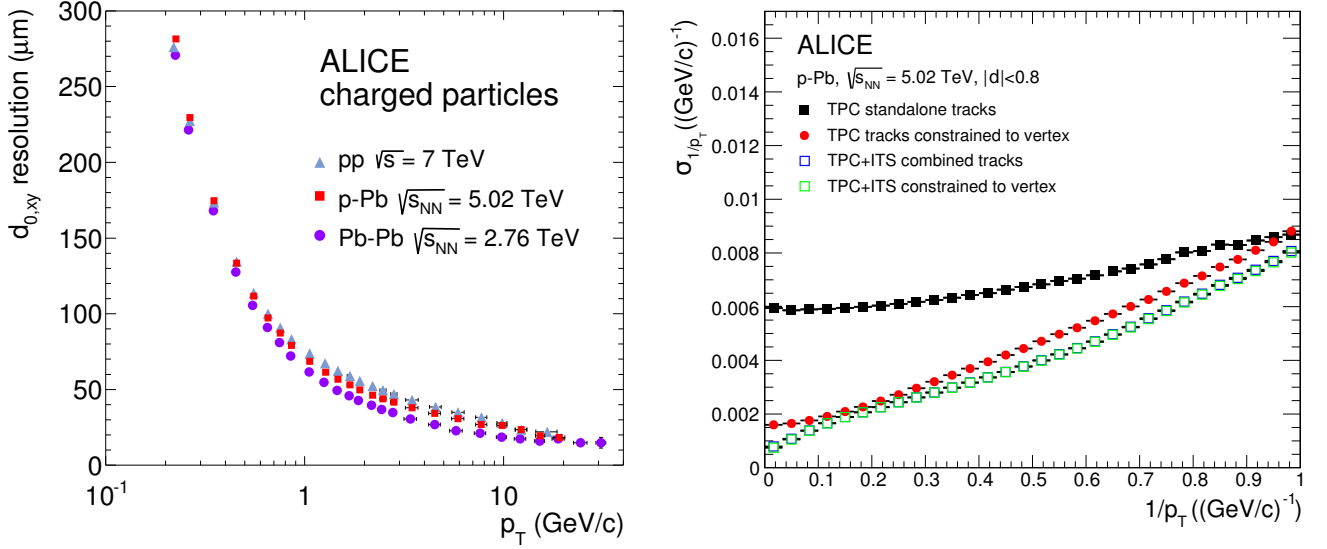 d0,xy resolution (μm)
300
250
200
150
100
50
0
ALICE
charged particles
pp √s = 7 TeV
p-Pb √sNN = 5.02 TeV
Pb-Pb √sNN = 2.76 TeV
10-1 1 10
pT (GeV/c)
σ1/pT((GeV/c)-1)
0.016
0.014
0.012
0.01
0.008
0.006
0.004
0.002
0
ALICE
p-Pb, √sNN = 5.02 TeV, |d|<0.8
TPC standalone tracks
TPC tracks constrained to vertex
TPC+ITS combined tracks
TPC+ITS constrained to vertex
0.0 0.1 0.2 0.3 0.4 0.5 0.6 0.7 0.8 0.9 1
1/pT ((GeV/c)-1)